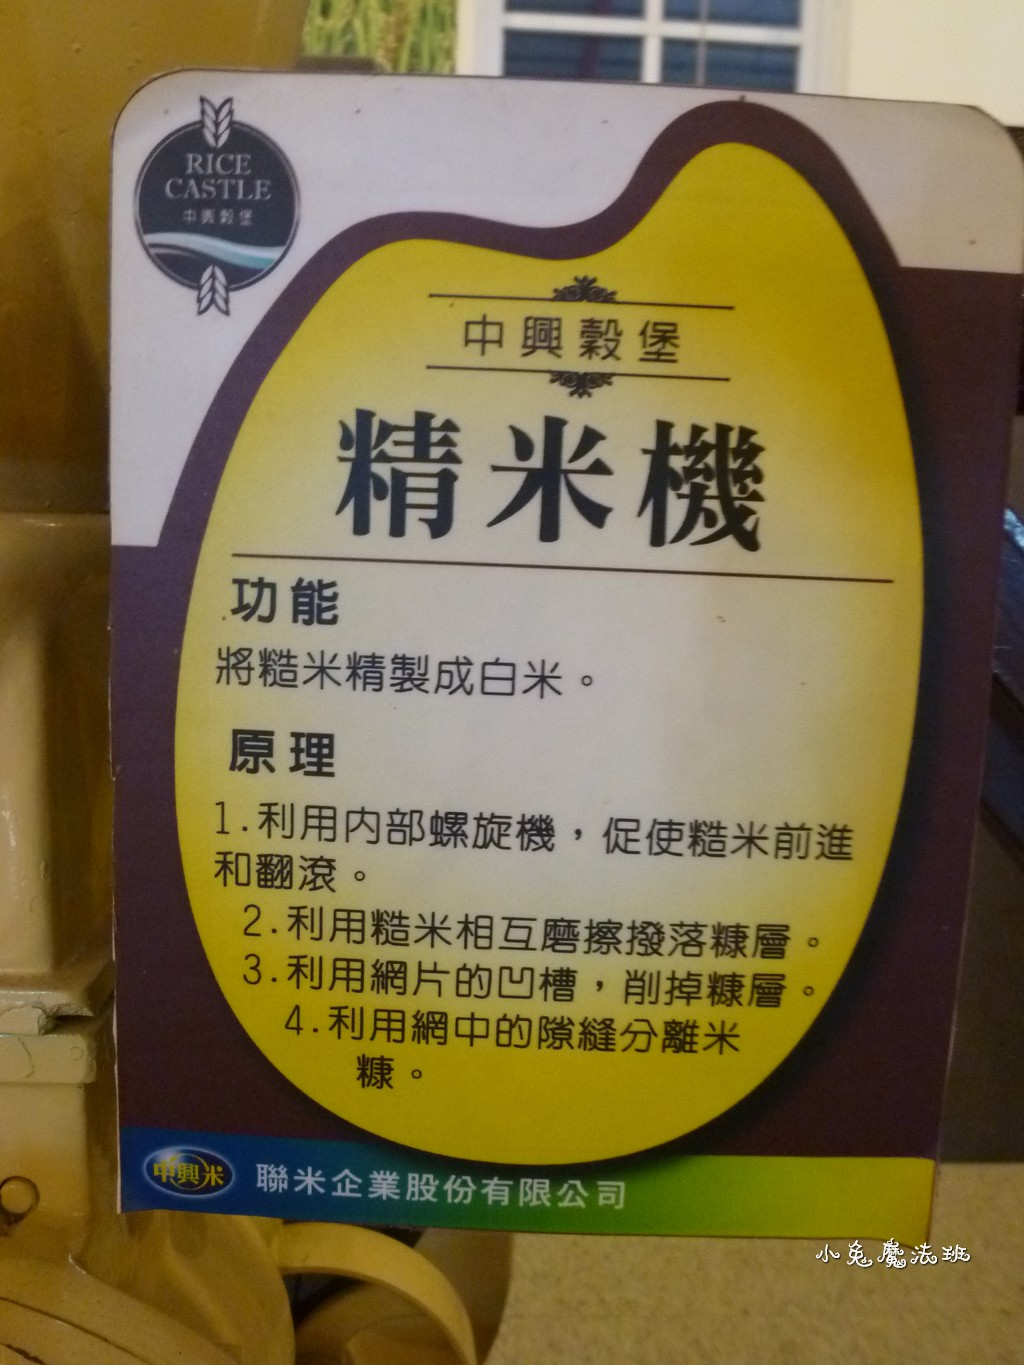 RICE
CASTLE
中興穀堡
中興穀堡
精米機
功能
將糙米精製成白米。
原理
1.利用內部螺旋機，促使糙米前進
和翻滾。
2.利用糙米相互磨擦撥落糠層。
3.利用網片的凹槽，削掉糠層。
4.利用網中的隙縫分離米
糠。
中興米
聯米企業股份有限公司
小兔魔法班